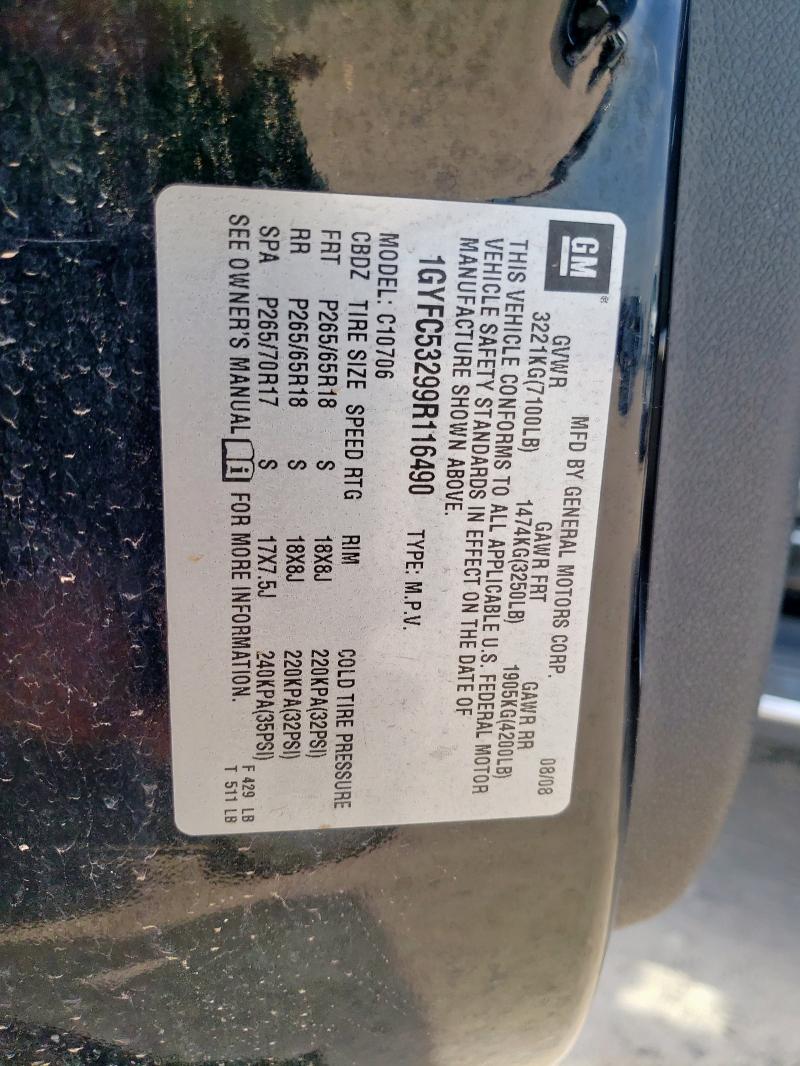 GM
®
MFD BY GENERAL MOTORS CORP. 08/08
GVWR GAWR FRT GAWR RR
3221KG(7100LB) 1474KG(3250LB) 1905KG(4200LB)
THIS VEHICLE CONFORMS TO ALL APPLICABLE U.S. FEDERAL MOTOR
VEHICLE SAFETY STANDARDS IN EFFECT ON THE DATE OF
MANUFACTURE SHOWN ABOVE.
1GYFC53299R116490 TYPE: M.P.V.
MODEL: C10706
CBDZ TIRE SIZE SPEED RTG RIM COLD TIRE PRESSURE
FRT P265/65R18 S 18X8J 220KPA(32PSI)
RR P265/65R18 S 18X8J 220KPA(32PSI)
SPA P265/70R17 S 17X7.5J 240KPA(35PSI)
SEE OWNER'S MANUAL i FOR MORE INFORMATION.
F 429 LB
T 511 LB